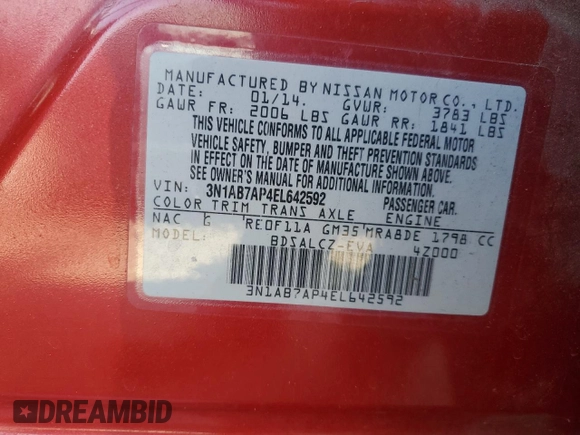 MANUFACTURED BY NISSAN MOTOR CO., LTD.
DATE: 01/14. GVWR: 3783 LBS
GAWR FR: 2006 LBS GAWR RR: 1841 LBS
THIS VEHICLE CONFORMS TO ALL APPLICABLE FEDERAL MOTOR
VEHICLE SAFETY, BUMPER AND THEFT PREVENTION STANDARDS
IN EFFECT ON THE DATE OF MANUFACTURE SHOWN ABOVE.
SEE OWNER'S MANUAL FOR ADDITIONAL INFORMATION.
VIN: 3N1AB7AP4EL642592 PASSENGER CAR.
COLOR TRIM TRANS AXLE ENGINE
NAC G RE0F11A GM35 MRA8DE 1798 CC
MODEL: BDSALCZ-EVA 4Z000
3N1AB7AP4EL642592
DREAMBID